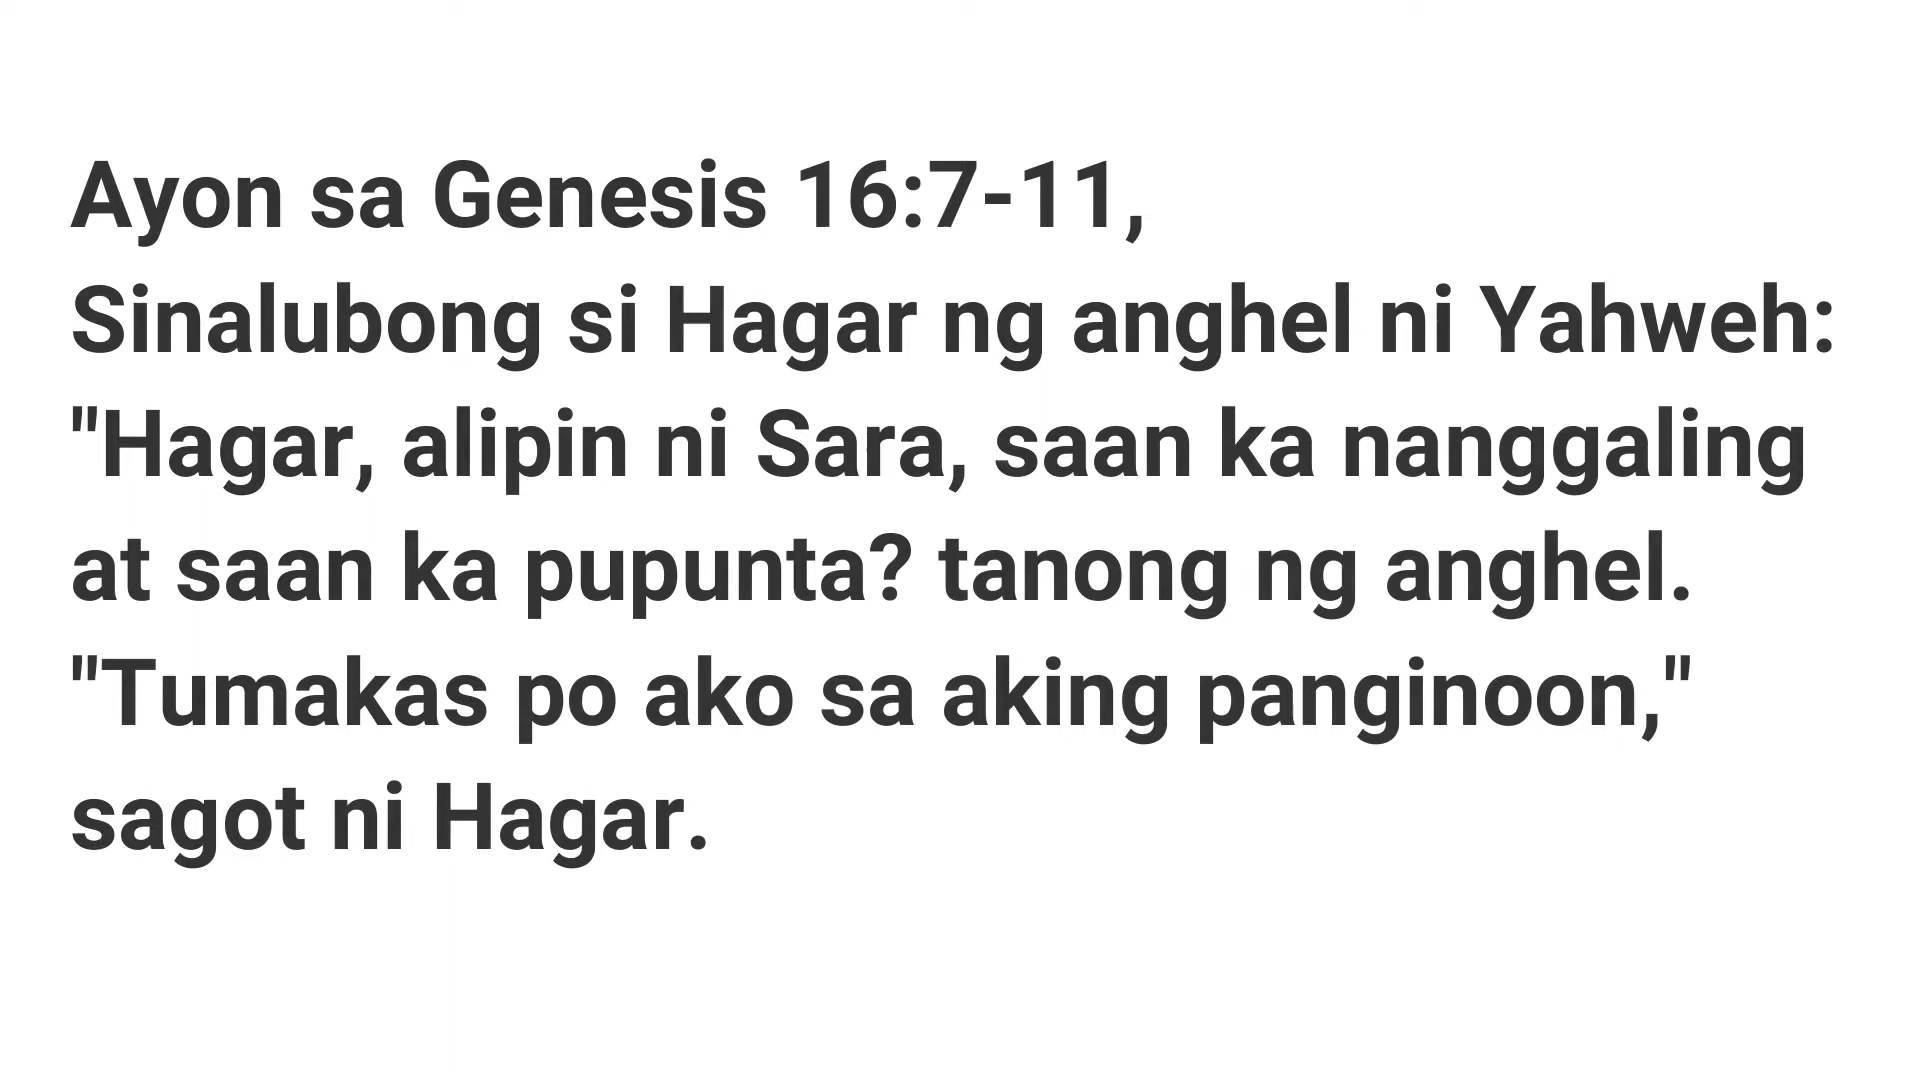 Ayon sa Genesis 16:7-11,
Sinalubong si Hagar ng anghel ni Yahweh:
"Hagar, alipin ni Sara, saan ka nanggaling
at saan ka pupunta? tanong ng anghel.
"Tumakas po ako sa aking panginoon,"
sagot ni Hagar.